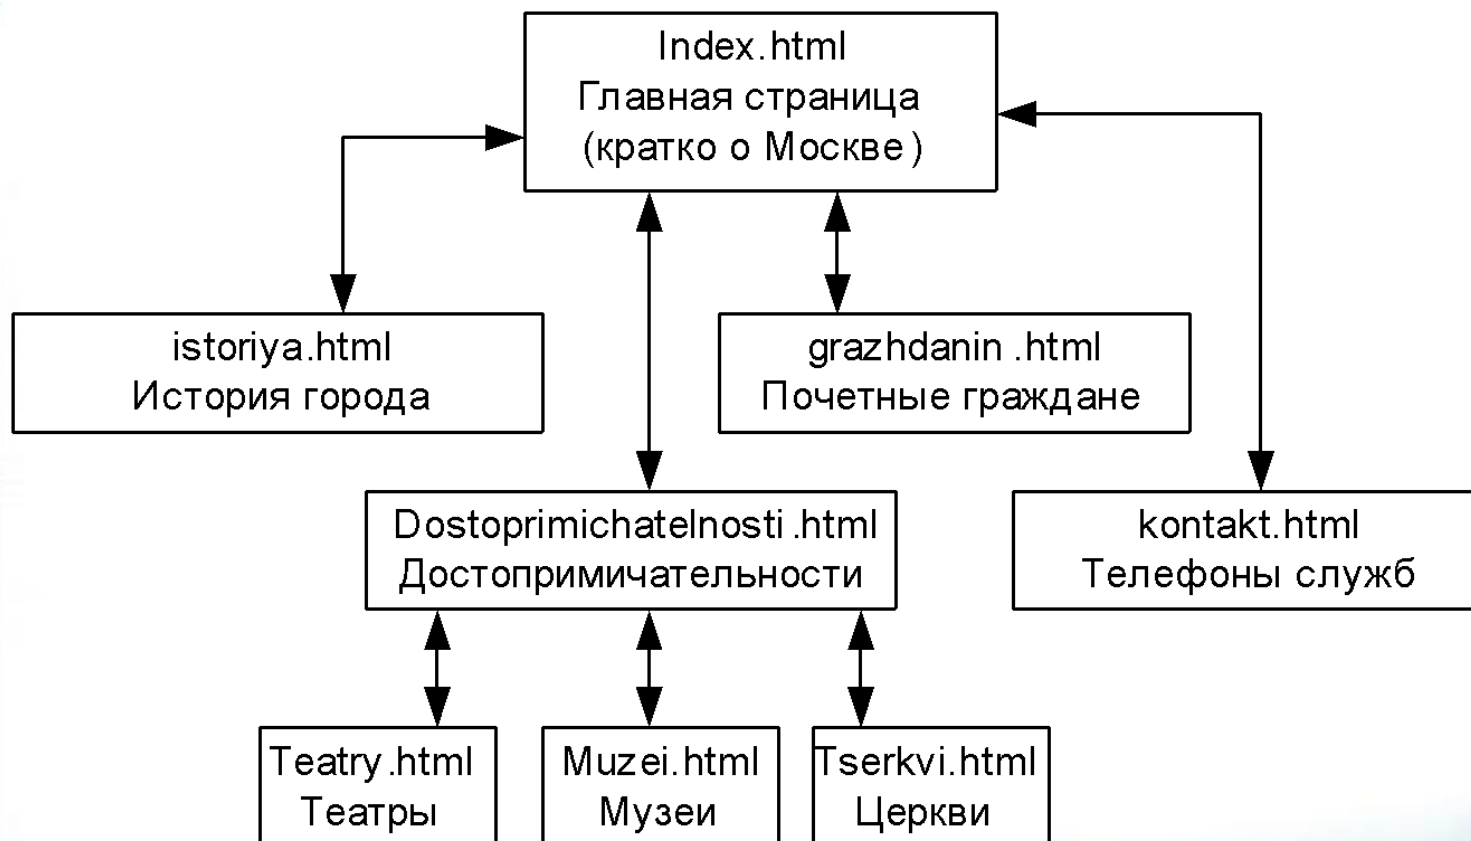 Index.html
Главная страница
(кратко о Москве)
istoriya.html
История города
grazhdanin .html
Почетные граждане
Dostoprimichatelnosti .html
Достопримичательности
kontakt.html
Телефоны служб
Teatry.html
Театры
Muzei.html
Музеи
Tserkvi.html
Церкви